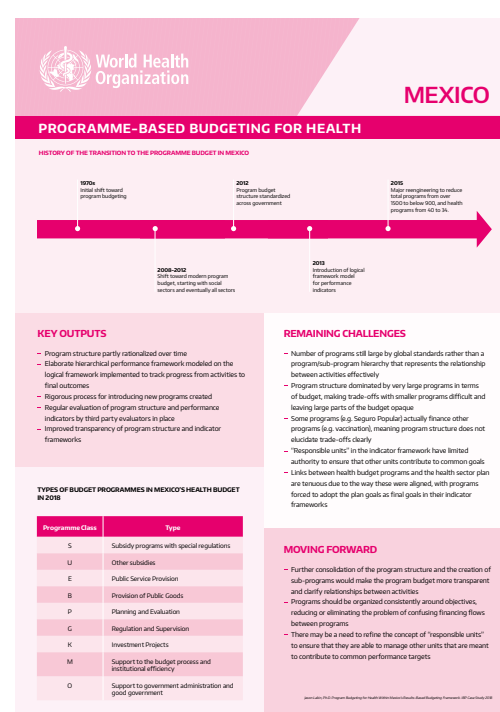 World Health
Organization
MEXICO
PROGRAMME-BASED BUDGETING FOR HEALTH
HISTORY OF THE TRANSITION TO THE PROGRAMME BUDGET IN MEXICO
1970s
Initial shift toward
program budgeting
2012
Program budget
structure standardized
across government
2015
Major reengineering to reduce
total programs from over
1500 to below 900, and health
programs from 40 to 34.
2008-2012
Shift toward modern program
budget, starting with social
sectors and eventually all sectors
2013
Introduction of logical
framework model
for performance
indicators
KEY OUTPUTS
– Program structure partly rationalized over time
– Elaborate hierarchical performance framework modeled on the
logical framework implemented to track progress from activities to
final outcomes
– Rigorous process for introducing new programs created
– Regular evaluation of program structure and performance
indicators by third party evaluators in place
– Improved transparency of program structure and indicator
frameworks
TYPES OF BUDGET PROGRAMMES IN MEXICO'S HEALTH BUDGET
IN 2018
Programme Class Type
S Subsidy programs with special regulations
U Other subsidies
E Public Service Provision
B Provision of Public Goods
P Planning and Evaluation
G Regulation and Supervision
K Investment Projects
M Support to the budget process and
institutional efficiency
O Support to government administration and
good government
REMAINING CHALLENGES
– Number of programs still large by global standards rather than a
program/sub-program hierarchy that represents the relationship
between activities effectively
– Program structure dominated by very large programs in terms
of budget, making trade-offs with smaller programs difficult and
leaving large parts of the budget opaque
– Some programs (e.g. Seguro Popular) actually finance other
programs (e.g. vaccination), meaning program structure does not
elucidate trade-offs clearly
– "Responsible units" in the indicator framework have limited
authority to ensure that other units contribute to common goals
– Links between health budget programs and the health sector plan
are tenuous due to the way these were aligned, with programs
forced to adopt the plan goals as final goals in their indicator
frameworks
MOVING FORWARD
– Further consolidation of the program structure and the creation of
sub-programs would make the program budget more transparent
and clarify relationships between activities
– Programs should be organized consistently around objectives,
reducing or eliminating the problem of confusing financing flows
between programs
– There may be a need to refine the concept of "responsible units"
to ensure that they are able to manage other units that are meant
to contribute to common performance targets
Jason Lakin, Ph.D. Program Budgeting for Health Within Mexico's Results-Based Budgeting Framework. IBP Case Study 2018